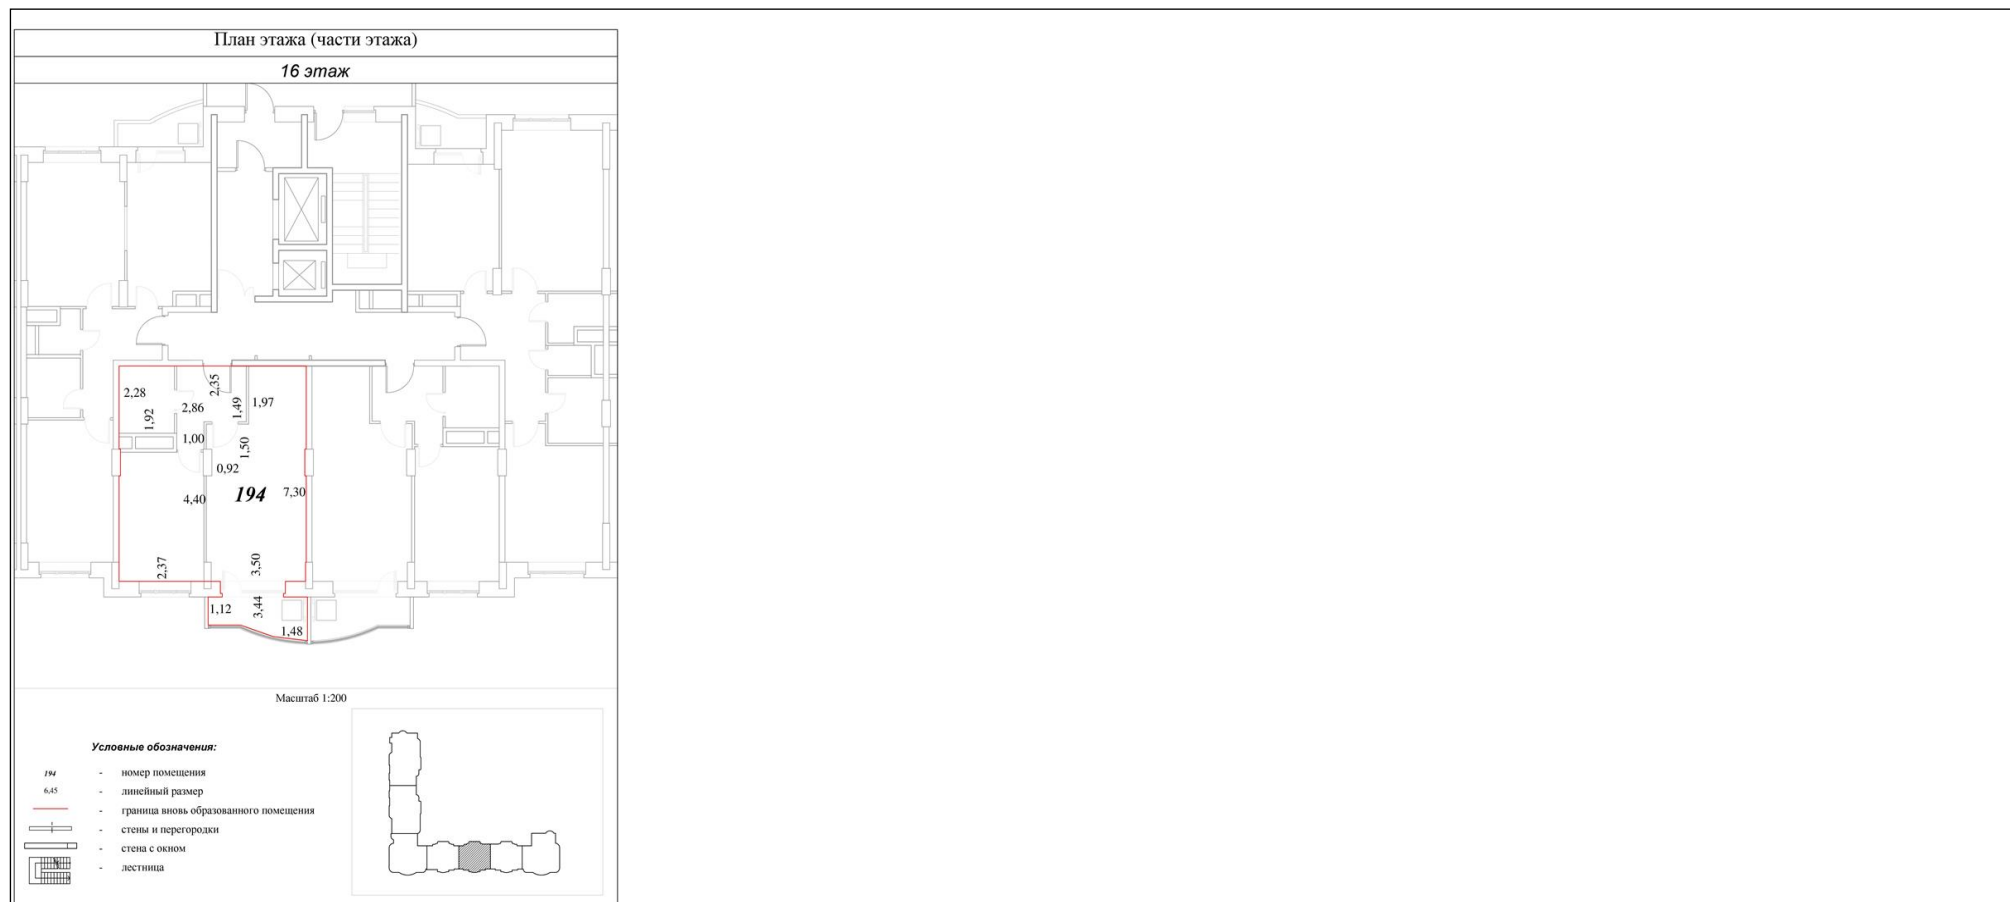 План этажа (части этажа)
16 этаж
2,28
2,35
1,92
2,86
1,49
1,97
1,00
1,50
0,92
4,40
194
7,30
2,37
3,50
1,12
3,44
1,48
Масштаб 1:200
Условные обозначения:
194 - номер помещения
6,45 - линейный размер
- граница вновь образованного помещения
- стены и перегородки
- стена с окном
- лестница